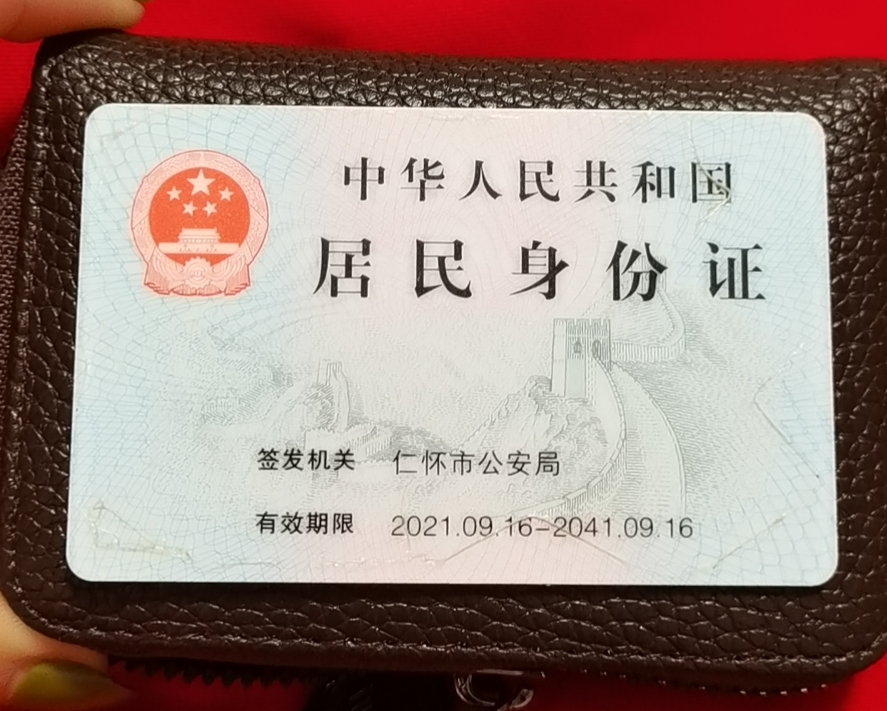 中华人民共和国
居民身份证
签发机关 仁怀市公安局
有效期限 2021.09.16-2041.09.16